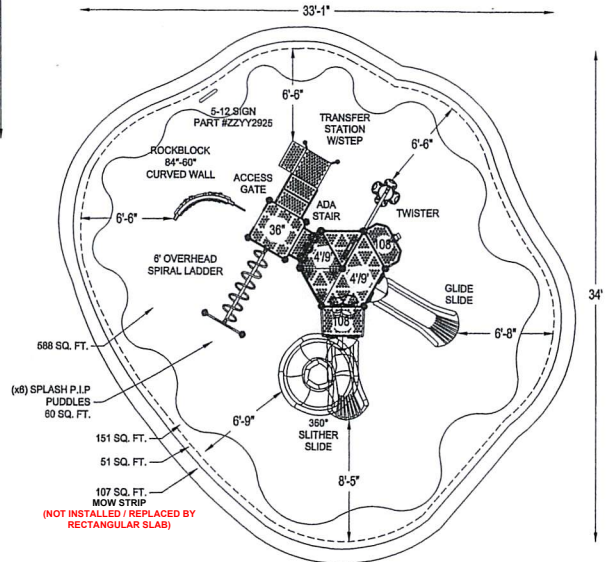 33'-1"
6'-6"
5-12 SIGN
PART #ZZYY2925
TRANSFER
STATION
W/STEP
6'-6"
ROCKBLOCK
84"-60"
CURVED WALL
ACCESS
GATE
ADA
STAIR
TWISTER
6'-6"
36"
108"
4'/9'
4'/9'
6' OVERHEAD
SPIRAL LADDER
GLIDE
SLIDE
34'
108"
6'-8"
588 SQ. FT.
(x8) SPLASH P.I.P
PUDDLES
60 SQ. FT.
6'-9"
360°
SLITHER
SLIDE
151 SQ. FT.
51 SQ. FT.
8'-5"
107 SQ. FT.
MOW STRIP
(NOT INSTALLED / REPLACED BY
RECTANGULAR SLAB)